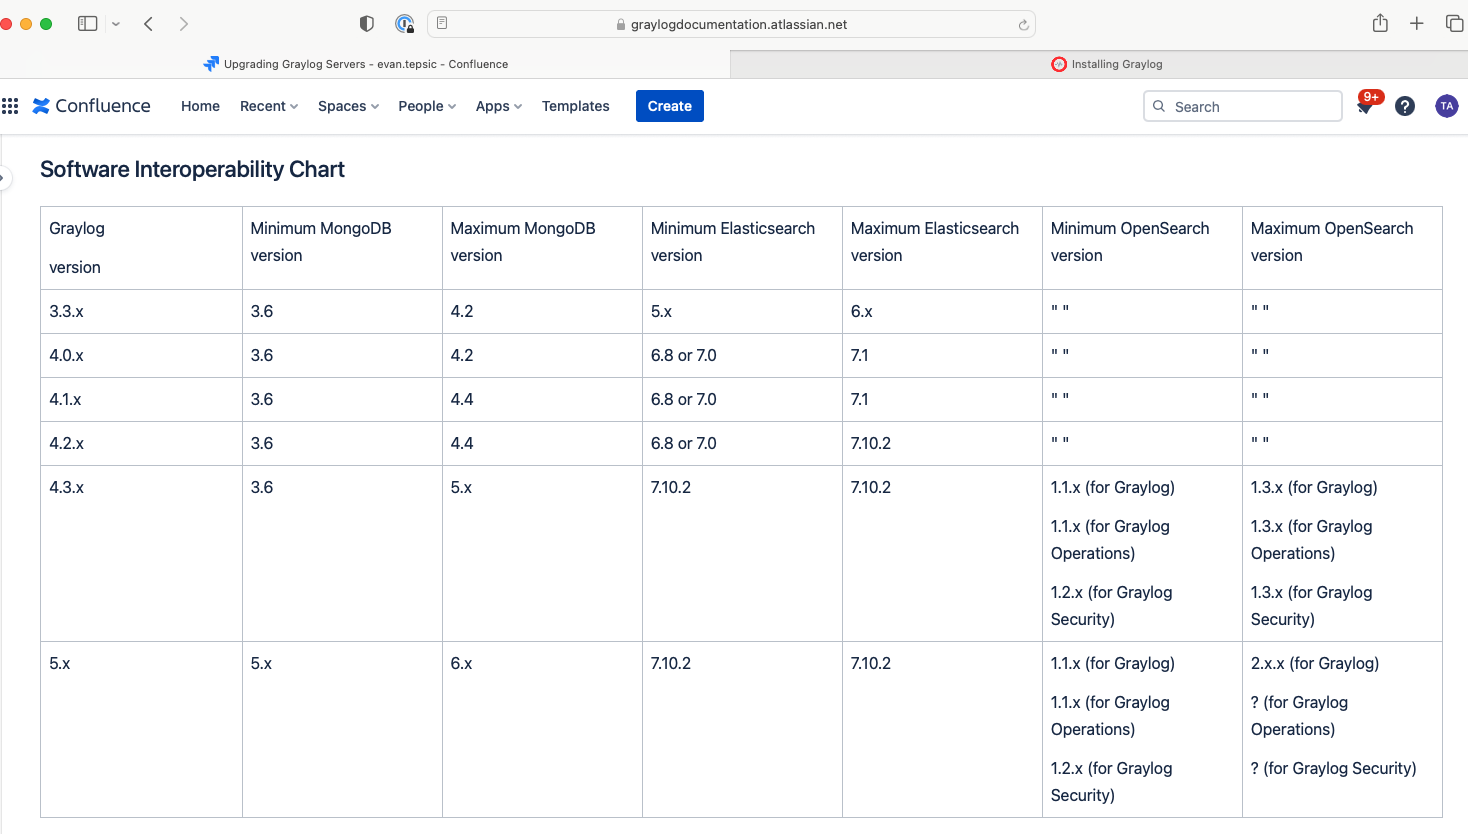 graylogdocumentation.atlassian.net
Upgrading Graylog Servers - evan.tepsic - Confluence
Installing Graylog
Confluence
Home
Recent
Spaces
People
Apps
Templates
Create
Search
9+
?
TA
Software Interoperability Chart
Graylog
version
Minimum MongoDB
version
Maximum MongoDB
version
Minimum Elasticsearch
version
Maximum Elasticsearch
version
Minimum OpenSearch
version
Maximum OpenSearch
version
3.3.x
3.6
4.2
5.x
6.x
" "
" "
4.0.x
3.6
4.2
6.8 or 7.0
7.1
" "
" "
4.1.x
3.6
4.4
6.8 or 7.0
7.1
" "
" "
4.2.x
3.6
4.4
6.8 or 7.0
7.10.2
" "
" "
4.3.x
3.6
5.x
7.10.2
7.10.2
1.1.x (for Graylog)
1.1.x (for Graylog
Operations)
1.2.x (for Graylog
Security)
1.3.x (for Graylog)
1.3.x (for Graylog
Operations)
1.3.x (for Graylog
Security)
5.x
5.x
6.x
7.10.2
7.10.2
1.1.x (for Graylog)
1.1.x (for Graylog
Operations)
1.2.x (for Graylog
Security)
2.x.x (for Graylog)
? (for Graylog
Operations)
? (for Graylog Security)